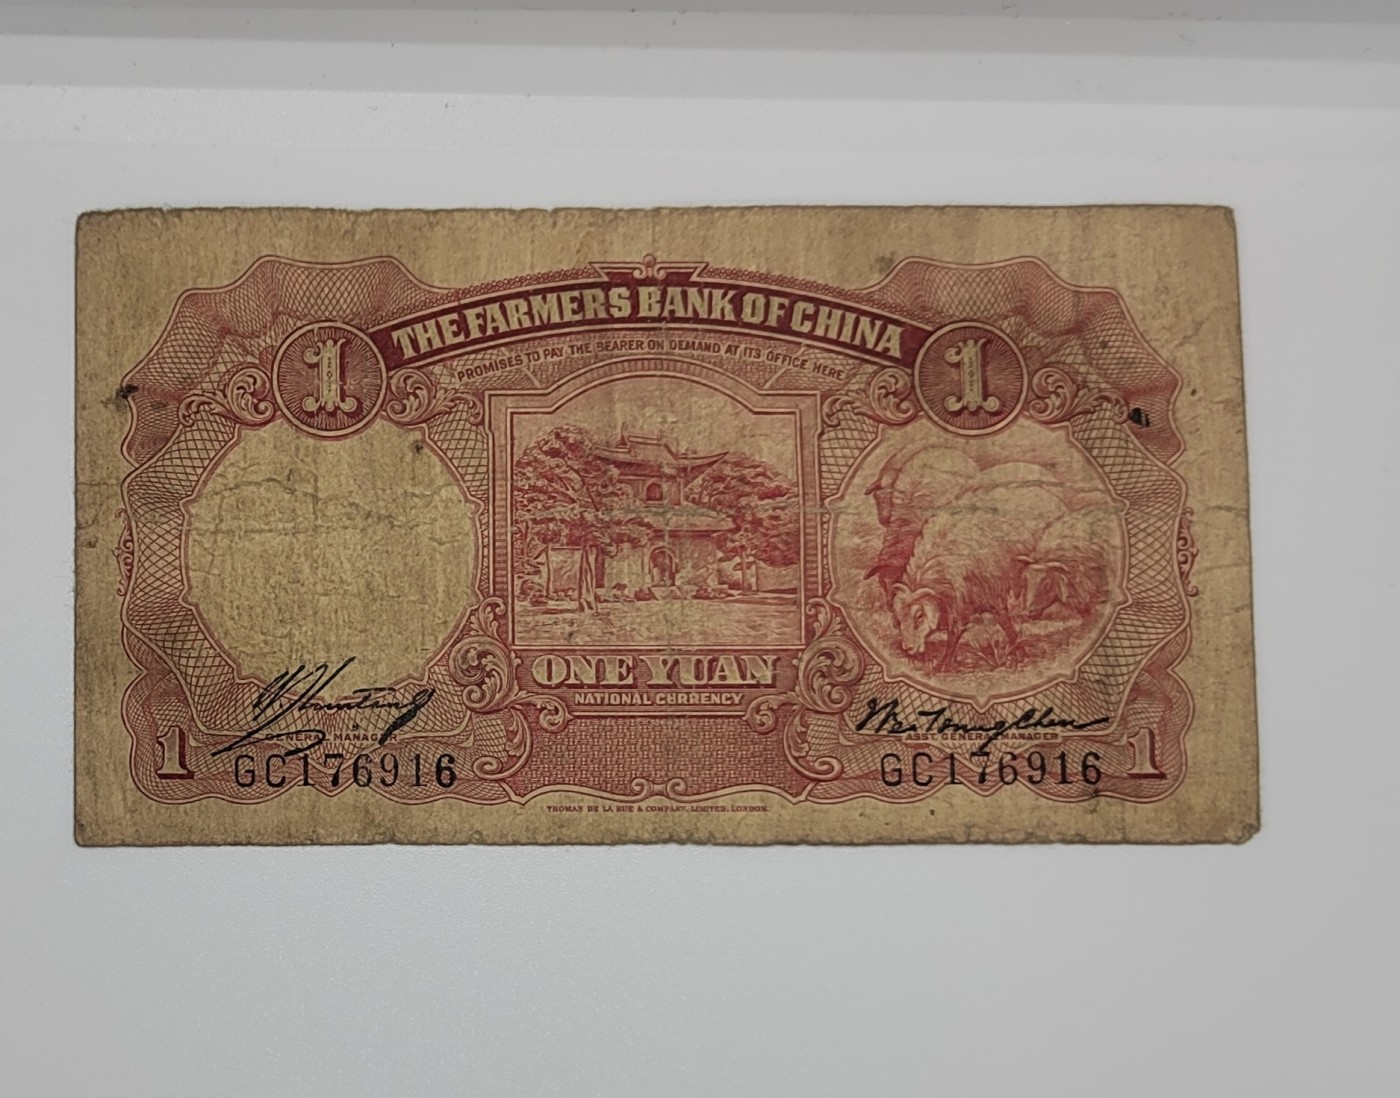 THE FARMERS BANK OF CHINA
PROMISES TO PAY THE BEARER ON DEMAND AT ITS OFFICE HERE
1 1
ONE YUAN
NATIONAL CURRENCY
GENERAL MANAGER ASST. GENERAL MANAGER
1 GC176916 GC176916 1
THOMAS DE LA RUE & COMPANY, LIMITED, LONDON.